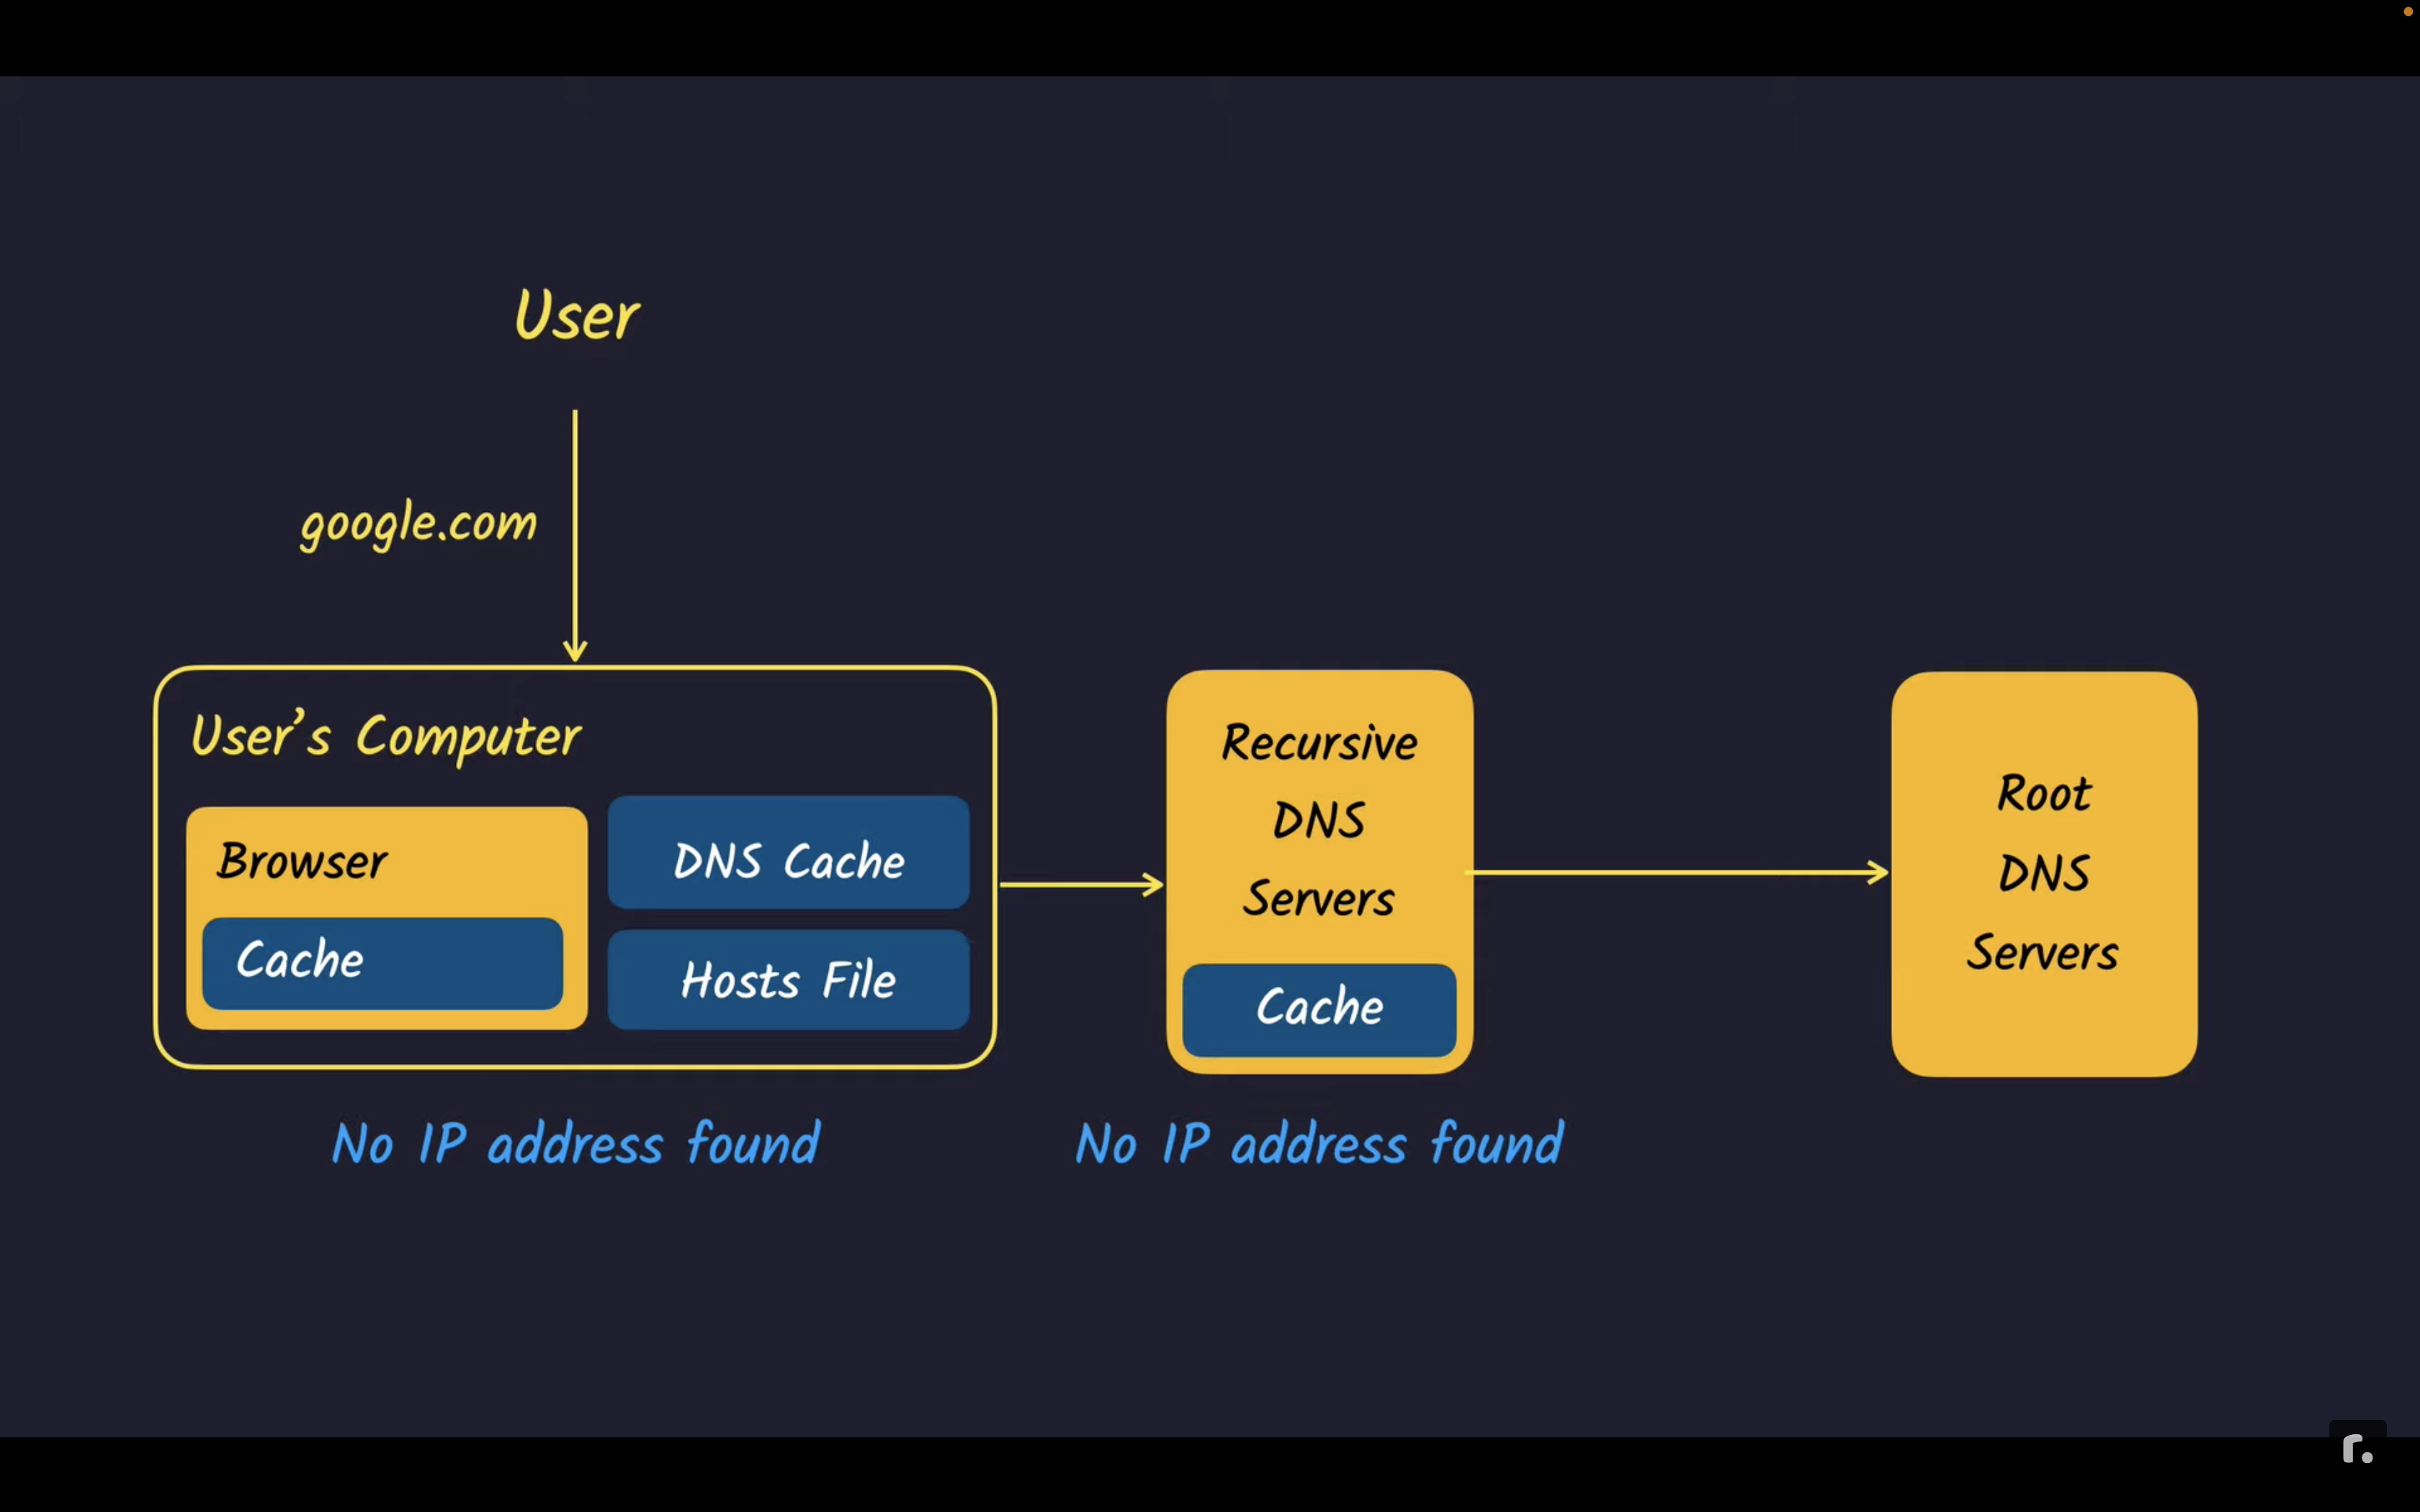 User
google.com
User's Computer
Browser
Cache
DNS Cache
Hosts File
No IP address found
Recursive
DNS
Servers
Cache
No IP address found
Root
DNS
Servers
r.